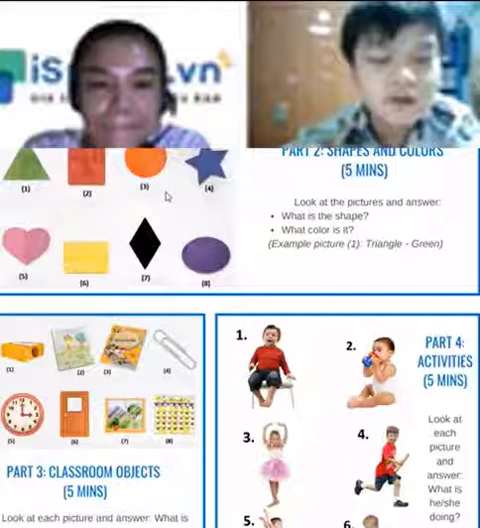 (1)
(2)
(3)
(4)
(5)
(6)
(7)
(8)
PART 2: SHAPES AND COLORS
(5 MINS)
Look at the pictures and answer:
• What is the shape?
• What color is it?
(Example picture (1): Triangle - Green)
(1)
(2)
(3)
(4)
(5)
(6)
(7)
(8)
PART 3: CLASSROOM OBJECTS
(5 MINS)
Look at each picture and answer: What is
1.
2.
3.
4.
5.
6.
PART 4:
ACTIVITIES
(5 MINS)
Look at
each
picture
and
answer:
What is
he/she
doing?